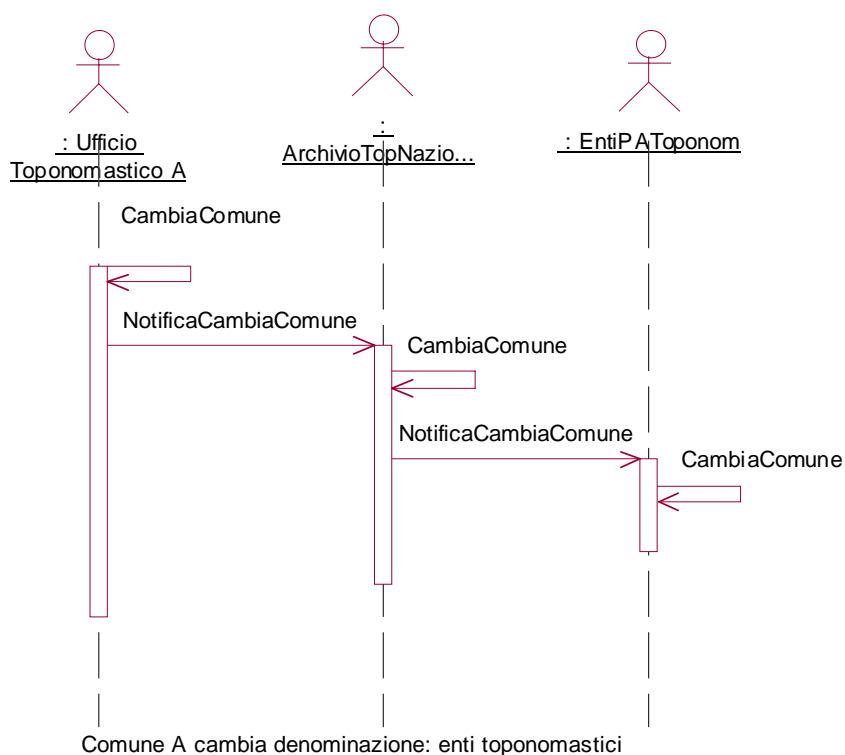 : Ufficio
Toponomastico A
:
ArchivioTopNazio...
: EntiPAToponom
CambiaComune
NotificaCambiaComune
CambiaComune
NotificaCambiaComune
CambiaComune
Comune A cambia denominazione: enti toponomastici